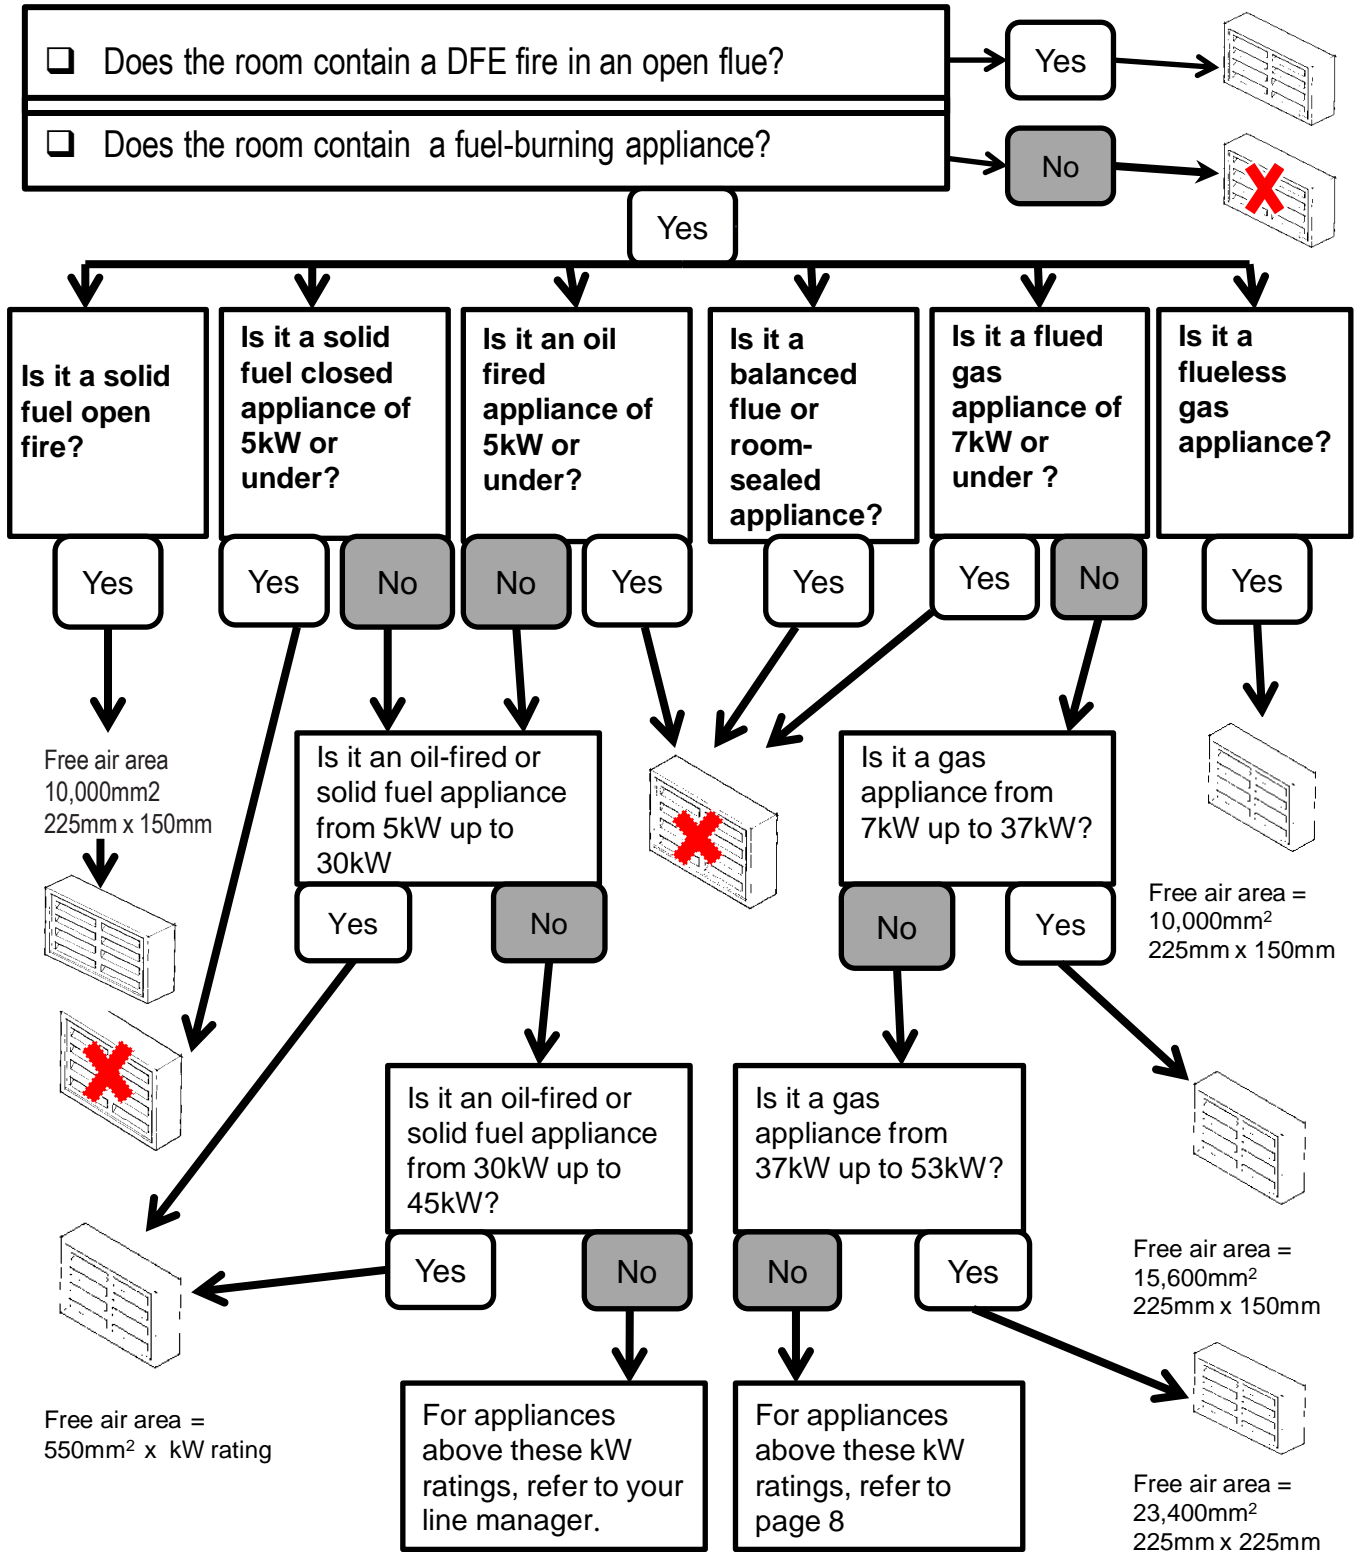 ❑ Does the room contain a DFE fire in an open flue?
Yes
❑ Does the room contain a fuel-burning appliance?
No
Yes
Is it a solid
fuel open
fire?
Is it a solid
fuel closed
appliance of
5kW or
under?
Is it an oil
fired
appliance of
5kW or
under?
Is it a
balanced
flue or
room-
sealed
appliance?
Is it a flued
gas
appliance of
7kW or
under ?
Is it a
flueless
gas
appliance?
Yes
Yes
No
No
Yes
Yes
Yes
No
Yes
Free air area
10,000mm2
225mm x 150mm
Is it an oil-fired or
solid fuel appliance
from 5kW up to
30kW
Is it a gas
appliance from
7kW up to 37kW?
Free air area =
10,000mm²
225mm x 150mm
Yes
No
No
Yes
Is it an oil-fired or
solid fuel appliance
from 30kW up to
45kW?
Is it a gas
appliance from
37kW up to 53kW?
Free air area =
15,600mm²
225mm x 150mm
Yes
No
No
Yes
Free air area =
550mm² x kW rating
For appliances
above these kW
ratings, refer to your
line manager.
For appliances
above these kW
ratings, refer to
page 8
Free air area =
23,400mm²
225mm x 225mm